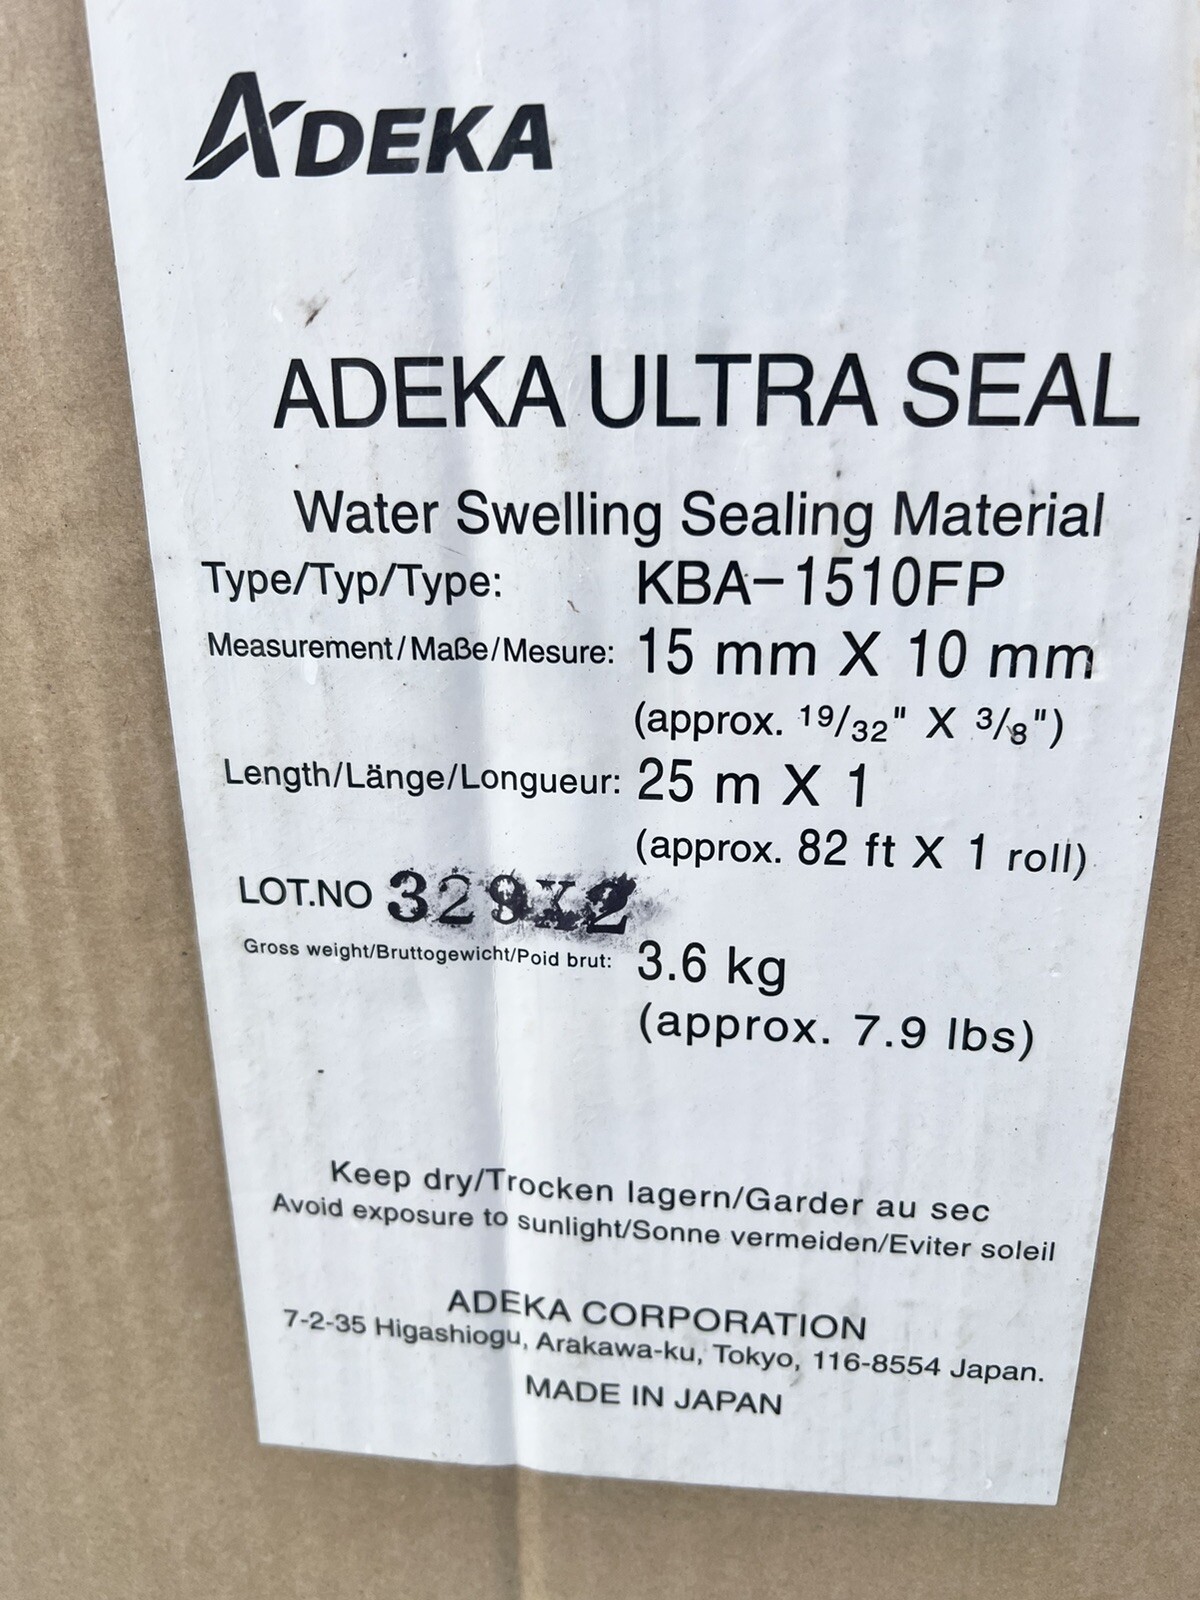 ADEKA
ADEKA ULTRA SEAL
Water Swelling Sealing Material
Type/Typ/Type: KBA-1510FP
Measurement/Maße/Mesure: 15 mm X 10 mm
(approx. 19/32" X 3/8")
Length/Länge/Longueur: 25 m X 1
(approx. 82 ft X 1 roll)
LOT.NO 329X2
Gross weight/Bruttogewicht/Poid brut: 3.6 kg
(approx. 7.9 lbs)
Keep dry/Trocken lagern/Garder au sec
Avoid exposure to sunlight/Sonne vermeiden/Eviter soleil
ADEKA CORPORATION
7-2-35 Higashiogu, Arakawa-ku, Tokyo, 116-8554 Japan.
MADE IN JAPAN